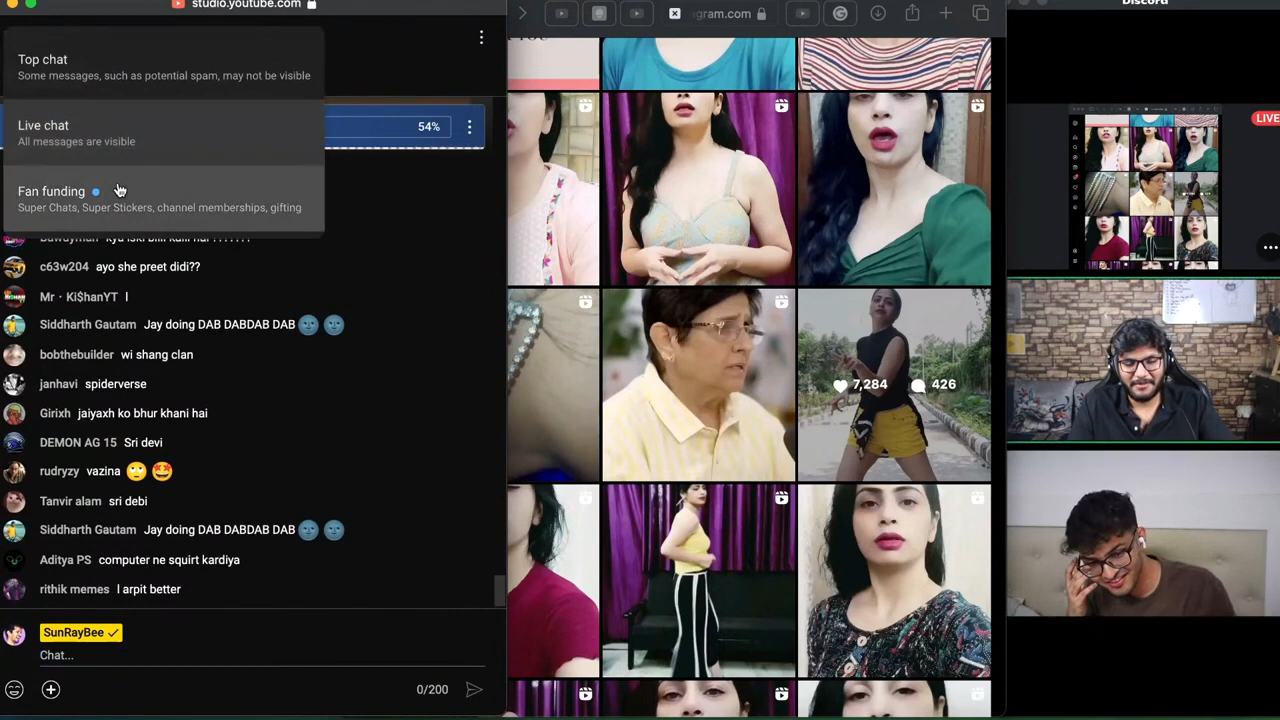 studio.youtube.com
gram.com
Discord
Top chat
Some messages, such as potential spam, may not be visible
Live chat
All messages are visible
Fan funding
Super Chats, Super Stickers, channel memberships, gifting
54%
c63w204 ayo she preet didi??
Mr・Ki$hanYT I
Siddharth Gautam Jay doing DAB DABDAB DAB
bobthebuilder wi shang clan
janhavi spiderverse
Girixh jaiyaxh ko bhur khani hai
DEMON AG 15 Sri devi
rudryzy vazina
Tanvir alam sri debi
Siddharth Gautam Jay doing DAB DABDAB DAB
Aditya PS computer ne squirt kardiya
rithik memes l arpit better
SunRayBee
Chat...
0/200
7,284 426
LIVE